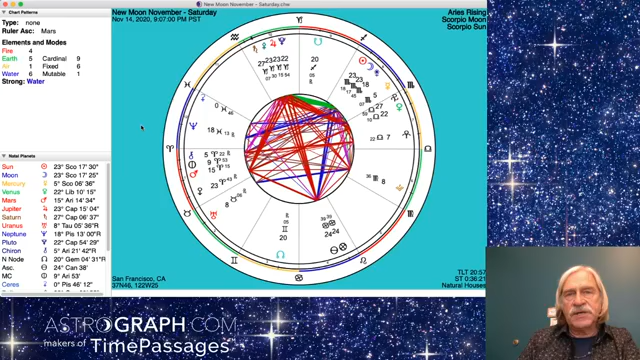 New Moon November - Saturday.chw
Chart Patterns
Type: none
Ruler Asc: Mars
Elements and Modes
Fire 4
Earth 5 Cardinal 9
Air 1 Fixed 6
Water 6 Mutable 1
Strong: Water
Natal Planets
Sun 23° Sco 17' 30"
Moon 23° Sco 17' 25"
Mercury 5° Sco 06' 36"
Venus 22° Lib 10' 15"
Mars 15° Ari 14' 34"
Jupiter 23° Cap 15' 04"
Saturn 27° Cap 06' 37"
Uranus 8° Tau 05' 36"R
Neptune 18° Pis 13' 00"R
Pluto 22° Cap 54' 29"
Chiron 5° Ari 21' 42"R
N Node 20° Gem 04' 31"R
Asc. 24° Can 38'
MC 9° Ari 53'
Ceres 0° Pis 46' 12"
New Moon November - Saturday
Nov 14, 2020, 9:07:00 PM PST
Aries Rising
Scorpio Moon
Scorpio Sun
San Francisco, CA
37N46, 122W25
TLT 20:57
ST 0:36:21
Natural Houses
ASTROGRAPH.COM
makers of TimePassages